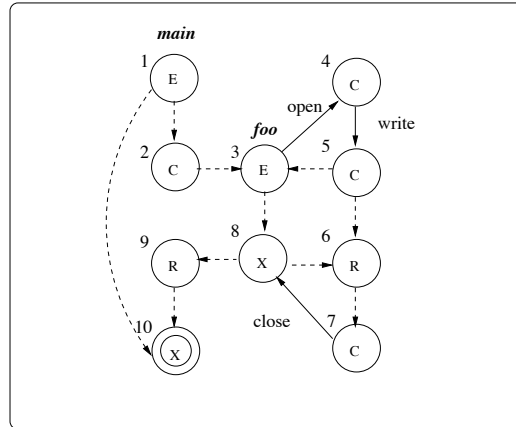 main
1 E
4 C
open
write
foo
2 C
3 E
5 C
9 R
8 X
6 R
10 X
close
7 C